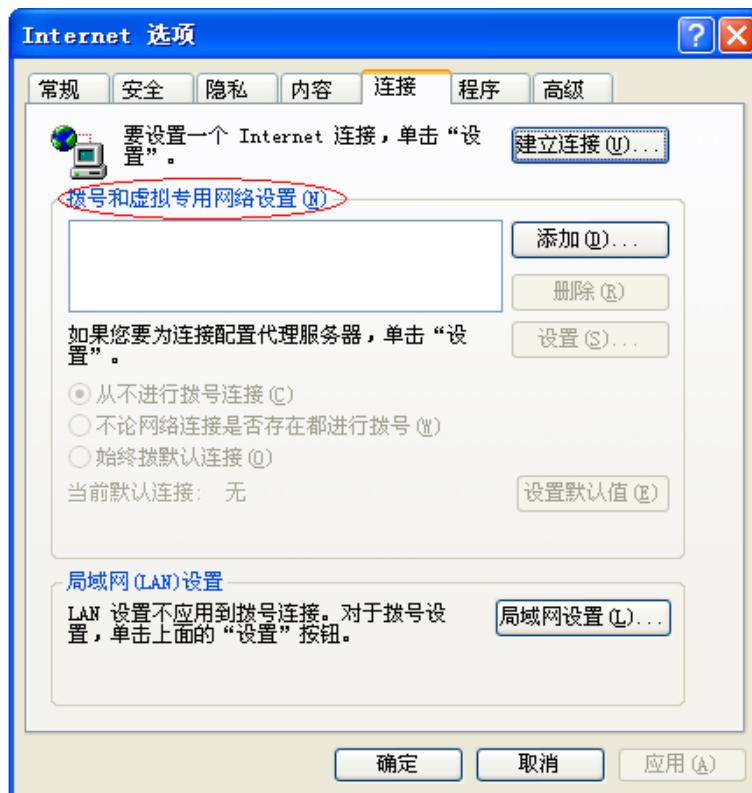 Internet 选项
常规 安全 隐私 内容 连接 程序 高级
要设置一个 Internet 连接，单击“设
置”。
建立连接(U)...
拨号和虚拟专用网络设置(N)
添加(D)...
删除(R)
如果您要为连接配置代理服务器，单击“设
置”。
设置(S)...
从不进行拨号连接(C)
不论网络连接是否存在都进行拨号(W)
始终拨默认连接(O)
当前默认连接: 无
设置默认值(E)
局域网(LAN)设置
LAN 设置不应用到拨号连接。对于拨号设
置，单击上面的“设置”按钮。
局域网设置(L)...
确定 取消 应用(A)